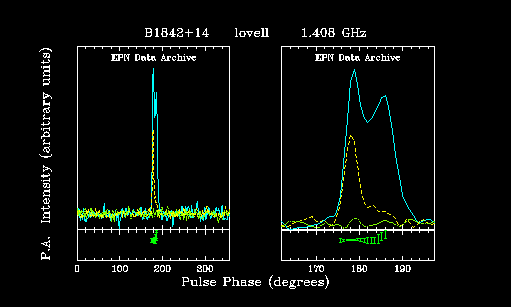 B1842+14 lovell 1.408 GHz
EPN Data Archive EPN Data Archive
P.A. Intensity (arbitrary units)
0 100 200 300 170 180 190
Pulse Phase (degrees)